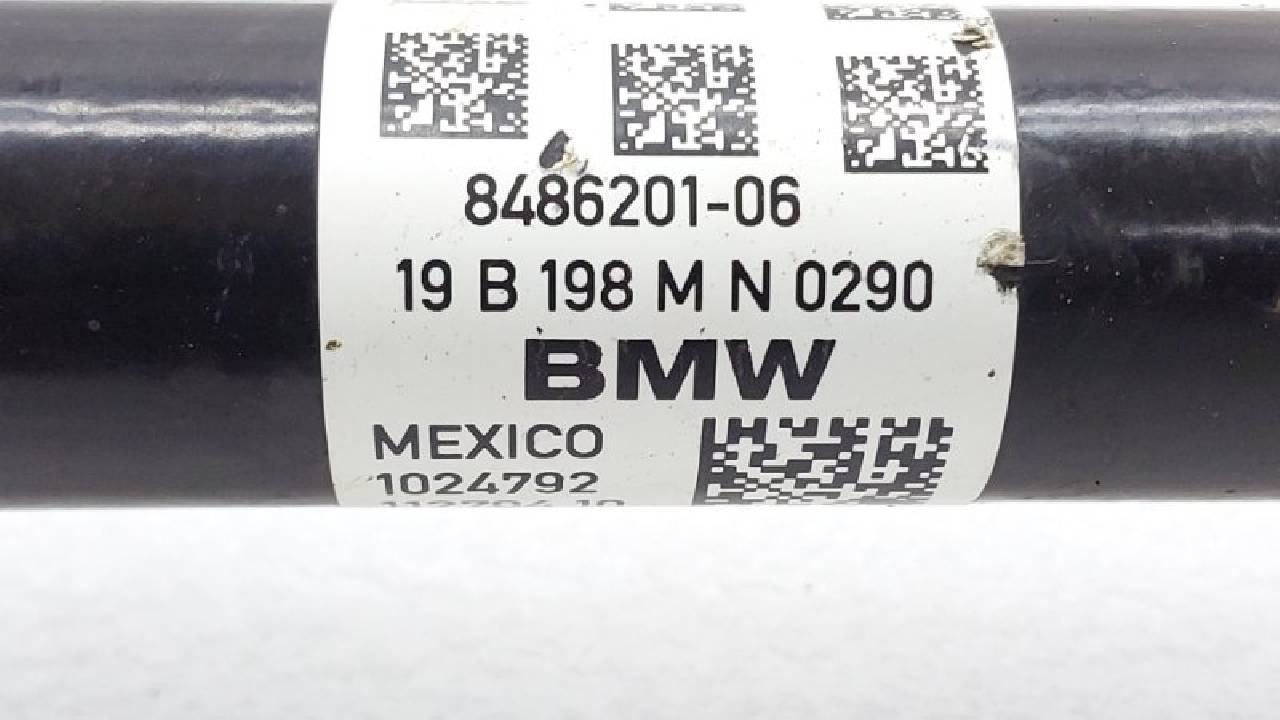 8486201-06
19 B 198 M N 0290
BMW
MEXICO
1024792